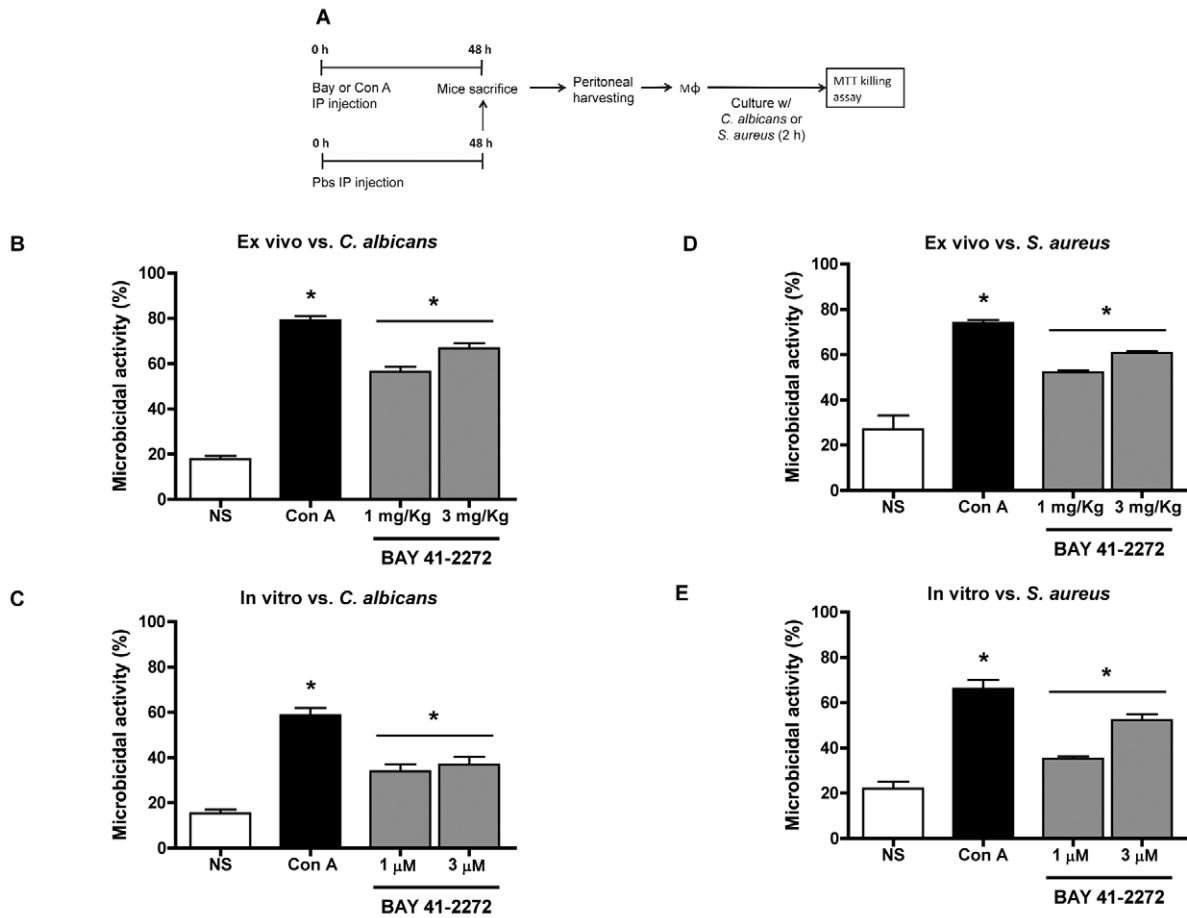 A
0 h 48 h
Bay or Con A
IP injection
Mice sacrifice
Peritoneal
harvesting
Mϕ
Culture w/
C. albicans or
S. aureus (2 h)
MTT killing
assay
0 h 48 h
Pbs IP injection
B
Ex vivo vs. C. albicans
Microbicidal activity (%)
100
80
60
40
20
0
* *
NS Con A 1 mg/Kg 3 mg/Kg
BAY 41-2272
C
In vitro vs. C. albicans
Microbicidal activity (%)
100
80
60
40
20
0
* *
NS Con A 1 μM 3 μM
BAY 41-2272
D
Ex vivo vs. S. aureus
Microbicidal activity (%)
100
80
60
40
20
0
* *
NS Con A 1 mg/Kg 3 mg/Kg
BAY 41-2272
E
In vitro vs. S. aureus
Microbicidal activity (%)
100
80
60
40
20
0
* *
NS Con A 1 μM 3 μM
BAY 41-2272